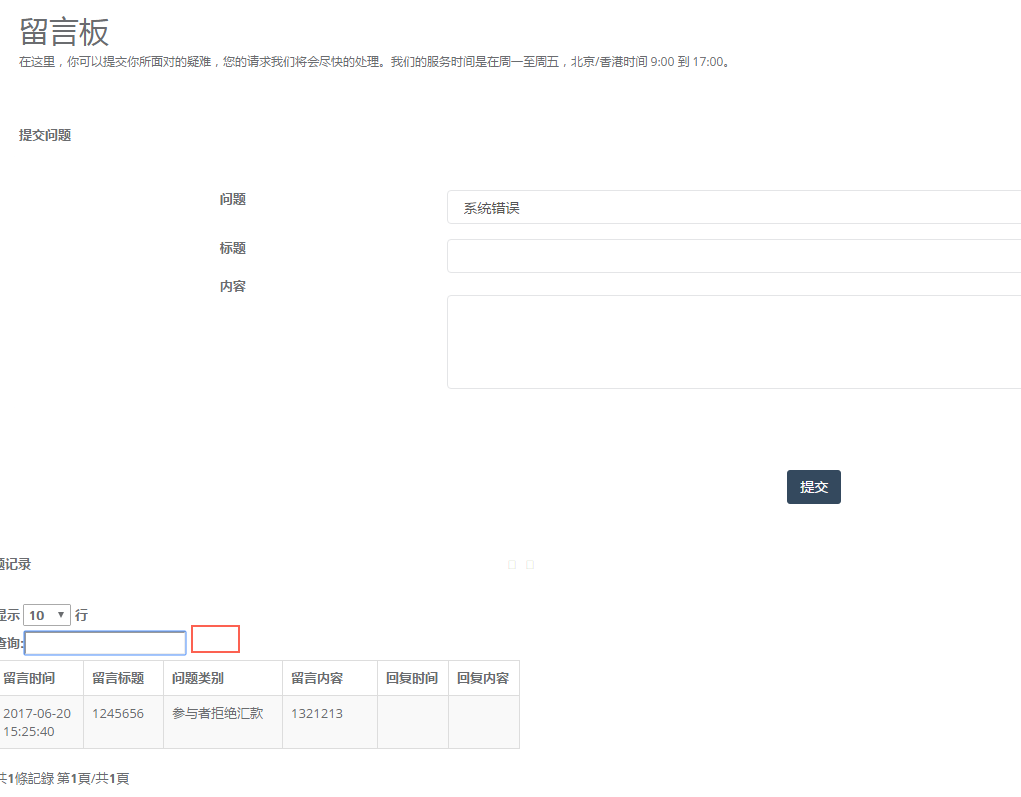 留言板
在这里，你可以提交你所面对的疑难，您的请求我们将会尽快的处理。我们的服务时间是在周一至周五，北京/香港时间 9:00 到 17:00。
提交问题
问题
系统错误
标题
内容
提交
题记录
显示 10 行
查询:
留言时间 留言标题 问题类别 留言内容 回复时间 回复内容
2017-06-20 1245656 参与者拒绝汇款 1321213
15:25:40
共1條記錄 第1頁/共1頁